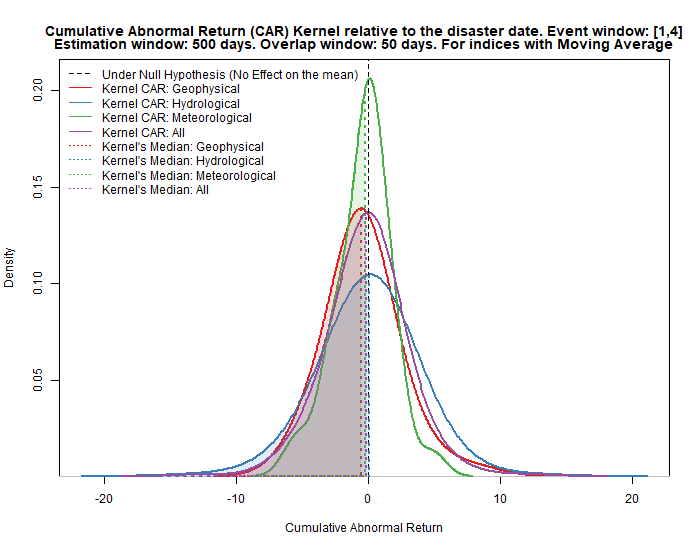 Cumulative Abnormal Return (CAR) Kernel relative to the disaster date. Event window: [1,4]
Estimation window: 500 days. Overlap window: 50 days. For indices with Moving Average
Under Null Hypothesis (No Effect on the mean)
Kernel CAR: Geophysical
Kernel CAR: Hydrological
Kernel CAR: Meteorological
Kernel CAR: All
Kernel's Median: Geophysical
Kernel's Median: Hydrological
Kernel's Median: Meteorological
Kernel's Median: All
0.20
0.15
0.10
0.05
Density
-20
-10
0
10
20
Cumulative Abnormal Return